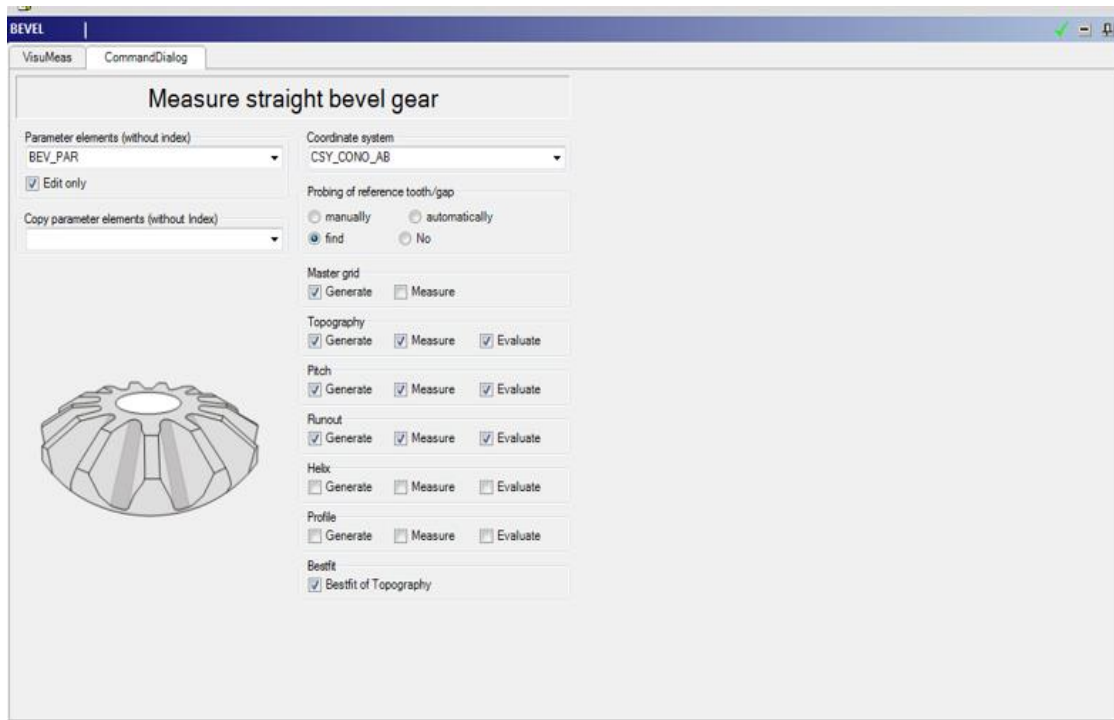 BEVEL
VisuMeas CommandDialog
Measure straight bevel gear
Parameter elements (without index)
BEV_PAR
Edit only
Copy parameter elements (without Index)
Coordinate system
CSY_CONO_AB
Probing of reference tooth/gap
manually automatically
find No
Master grid
Generate Measure
Topography
Generate Measure Evaluate
Pitch
Generate Measure Evaluate
Runout
Generate Measure Evaluate
Helix
Generate Measure Evaluate
Profile
Generate Measure Evaluate
Bestfit
Bestfit of Topography